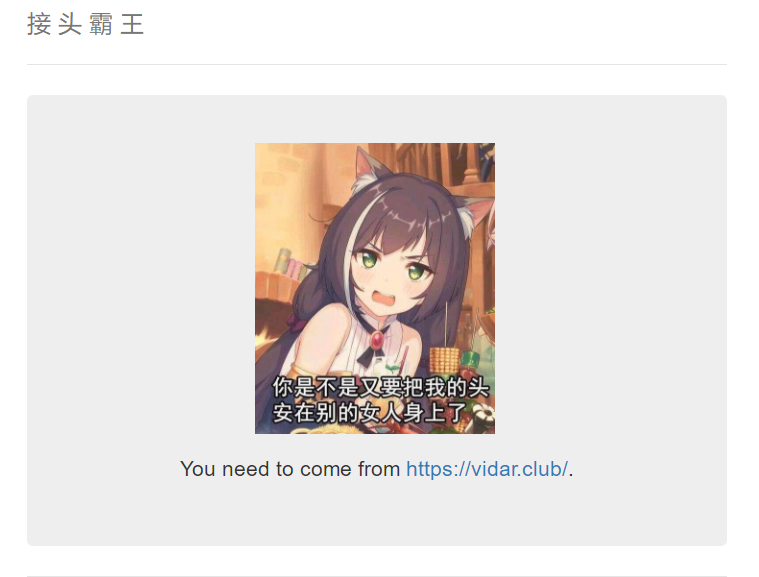 接 头 霸 王
你是不是又要把我的头
安在别的女人身上了
You need to come from https://vidar.club/.